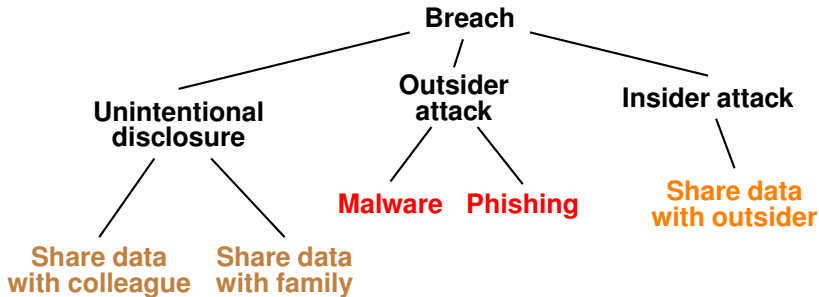 Breach
Unintentional
disclosure
Outsider
attack
Insider attack
Malware
Phishing
Share data
with outsider
Share data
with colleague
Share data
with family